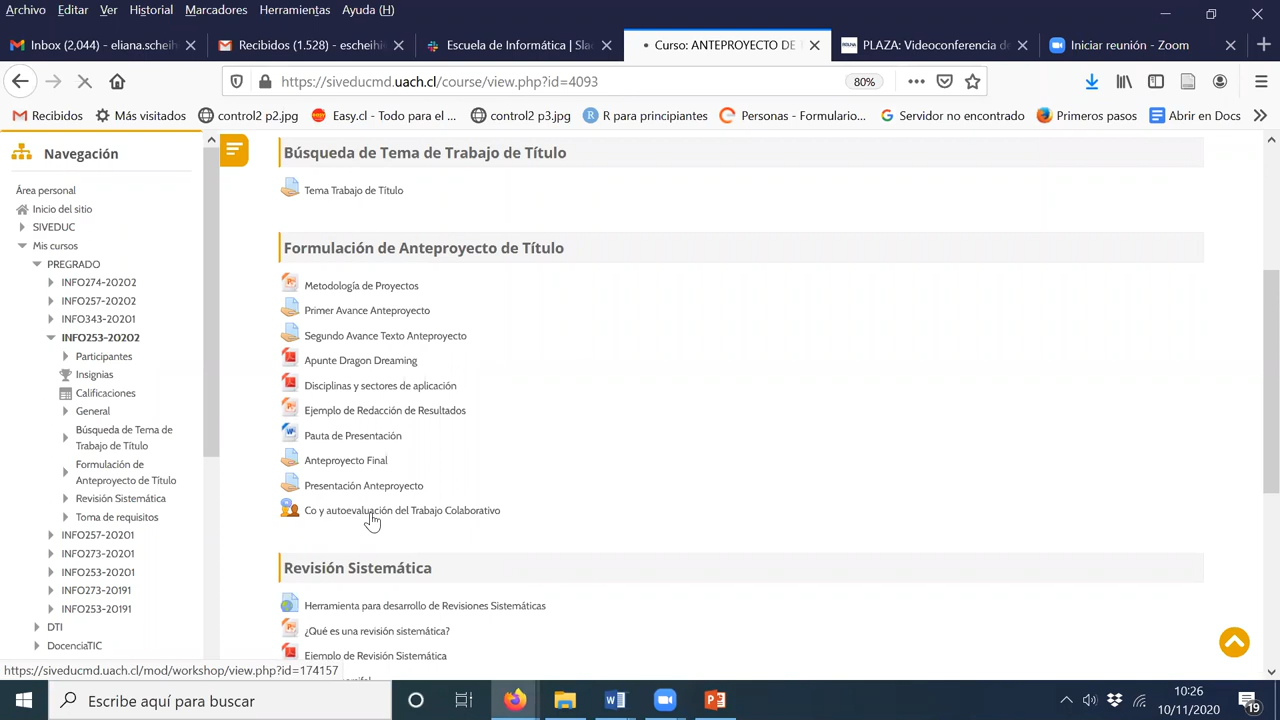 Archivo Editar Ver Historial Marcadores Herramientas Ayuda (H)
Inbox (2,044) - eliana.scheih
Recibidos (1.528) - escheihi
Escuela de Informática | Sla
Curso: ANTEPROYECTO DE
PLAZA: Videoconferencia d
Iniciar reunión - Zoom
https://siveducmd.uach.cl/course/view.php?id=4093
80%
Recibidos
Más visitados
control2 p2.jpg
Easy.cl - Todo para el ...
control2 p3.jpg
R para principiantes
Personas - Formulario...
Servidor no encontrado
Primeros pasos
Abrir en Docs
Navegación
Área personal
Inicio del sitio
SIVEDUC
Mis cursos
PREGRADO
INFO274-20202
INFO257-20202
INFO343-20201
INFO253-20202
Participantes
Insignias
Calificaciones
General
Búsqueda de Tema de
Trabajo de Título
Formulación de
Anteproyecto de Título
Revisión Sistemática
Toma de requisitos
INFO257-20201
INFO273-20201
INFO253-20201
INFO273-20191
INFO253-20191
DTI
DocenciaTIC
Búsqueda de Tema de Trabajo de Título
Tema Trabajo de Título
Formulación de Anteproyecto de Título
Metodología de Proyectos
Primer Avance Anteproyecto
Segundo Avance Texto Anteproyecto
Apunte Dragon Dreaming
Disciplinas y sectores de aplicación
Ejemplo de Redacción de Resultados
Pauta de Presentación
Anteproyecto Final
Presentación Anteproyecto
Co y autoevaluación del Trabajo Colaborativo
Revisión Sistemática
Herramienta para desarrollo de Revisiones Sistemáticas
¿Qué es una revisión sistemática?
Ejemplo de Revisión Sistemática
https://siveducmd.uach.cl/mod/workshop/view.php?id=174157
Escribe aquí para buscar
10:26
10/11/2020
19